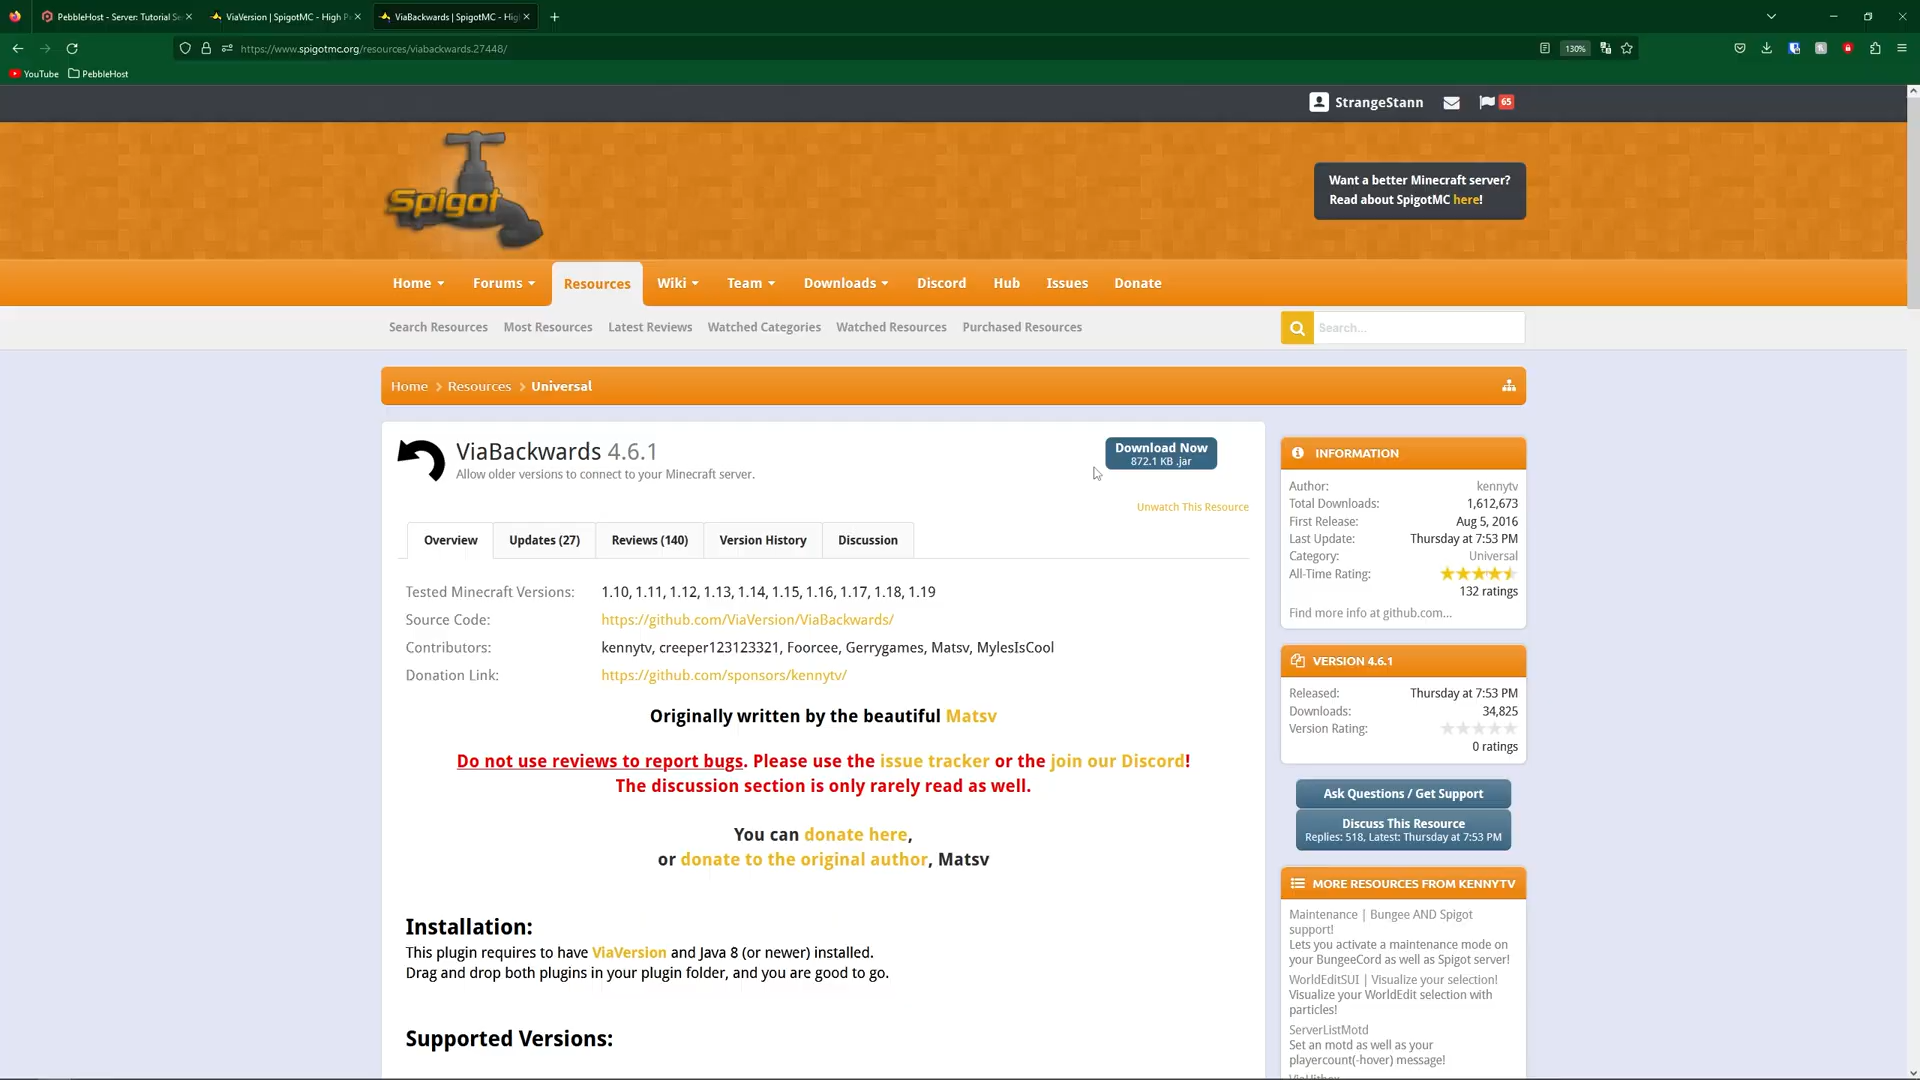 PebbleHost - Server: Tutorial Se
ViaVersion | SpigotMC - High P
ViaBackwards | SpigotMC - Hig
https://www.spigotmc.org/resources/viabackwards.27448/
130%
YouTube
PebbleHost
StrangeStann
65
Spigot
Want a better Minecraft server?
Read about SpigotMC here!
Home
Forums
Resources
Wiki
Team
Downloads
Discord
Hub
Issues
Donate
Search Resources
Most Resources
Latest Reviews
Watched Categories
Watched Resources
Purchased Resources
Search...
Home > Resources > Universal
ViaBackwards 4.6.1
Allow older versions to connect to your Minecraft server.
Download Now
872.1 KB .jar
Unwatch This Resource
Overview
Updates (27)
Reviews (140)
Version History
Discussion
Tested Minecraft Versions: 1.10, 1.11, 1.12, 1.13, 1.14, 1.15, 1.16, 1.17, 1.18, 1.19
Source Code: https://github.com/ViaVersion/ViaBackwards/
Contributors: kennytv, creeper123123321, Foorcee, Gerrygames, Matsv, MylesIsCool
Donation Link: https://github.com/sponsors/kennytv/
Originally written by the beautiful Matsv
Do not use reviews to report bugs. Please use the issue tracker or the join our Discord!
The discussion section is only rarely read as well.
You can donate here,
or donate to the original author, Matsv
Installation:
This plugin requires to have ViaVersion and Java 8 (or newer) installed.
Drag and drop both plugins in your plugin folder, and you are good to go.
Supported Versions:
INFORMATION
Author: kennytv
Total Downloads: 1,612,673
First Release: Aug 5, 2016
Last Update: Thursday at 7:53 PM
Category: Universal
All-Time Rating:
132 ratings
Find more info at github.com...
VERSION 4.6.1
Released: Thursday at 7:53 PM
Downloads: 34,825
Version Rating:
0 ratings
Ask Questions / Get Support
Discuss This Resource
Replies: 518, Latest: Thursday at 7:53 PM
MORE RESOURCES FROM KENNYTV
Maintenance | Bungee AND Spigot
support!
Lets you activate a maintenance mode on
your BungeeCord as well as Spigot server!
WorldEditSUI | Visualize your selection!
Visualize your WorldEdit selection with
particles!
ServerListMotd
Set an motd as well as your
playercount(-hover) message!